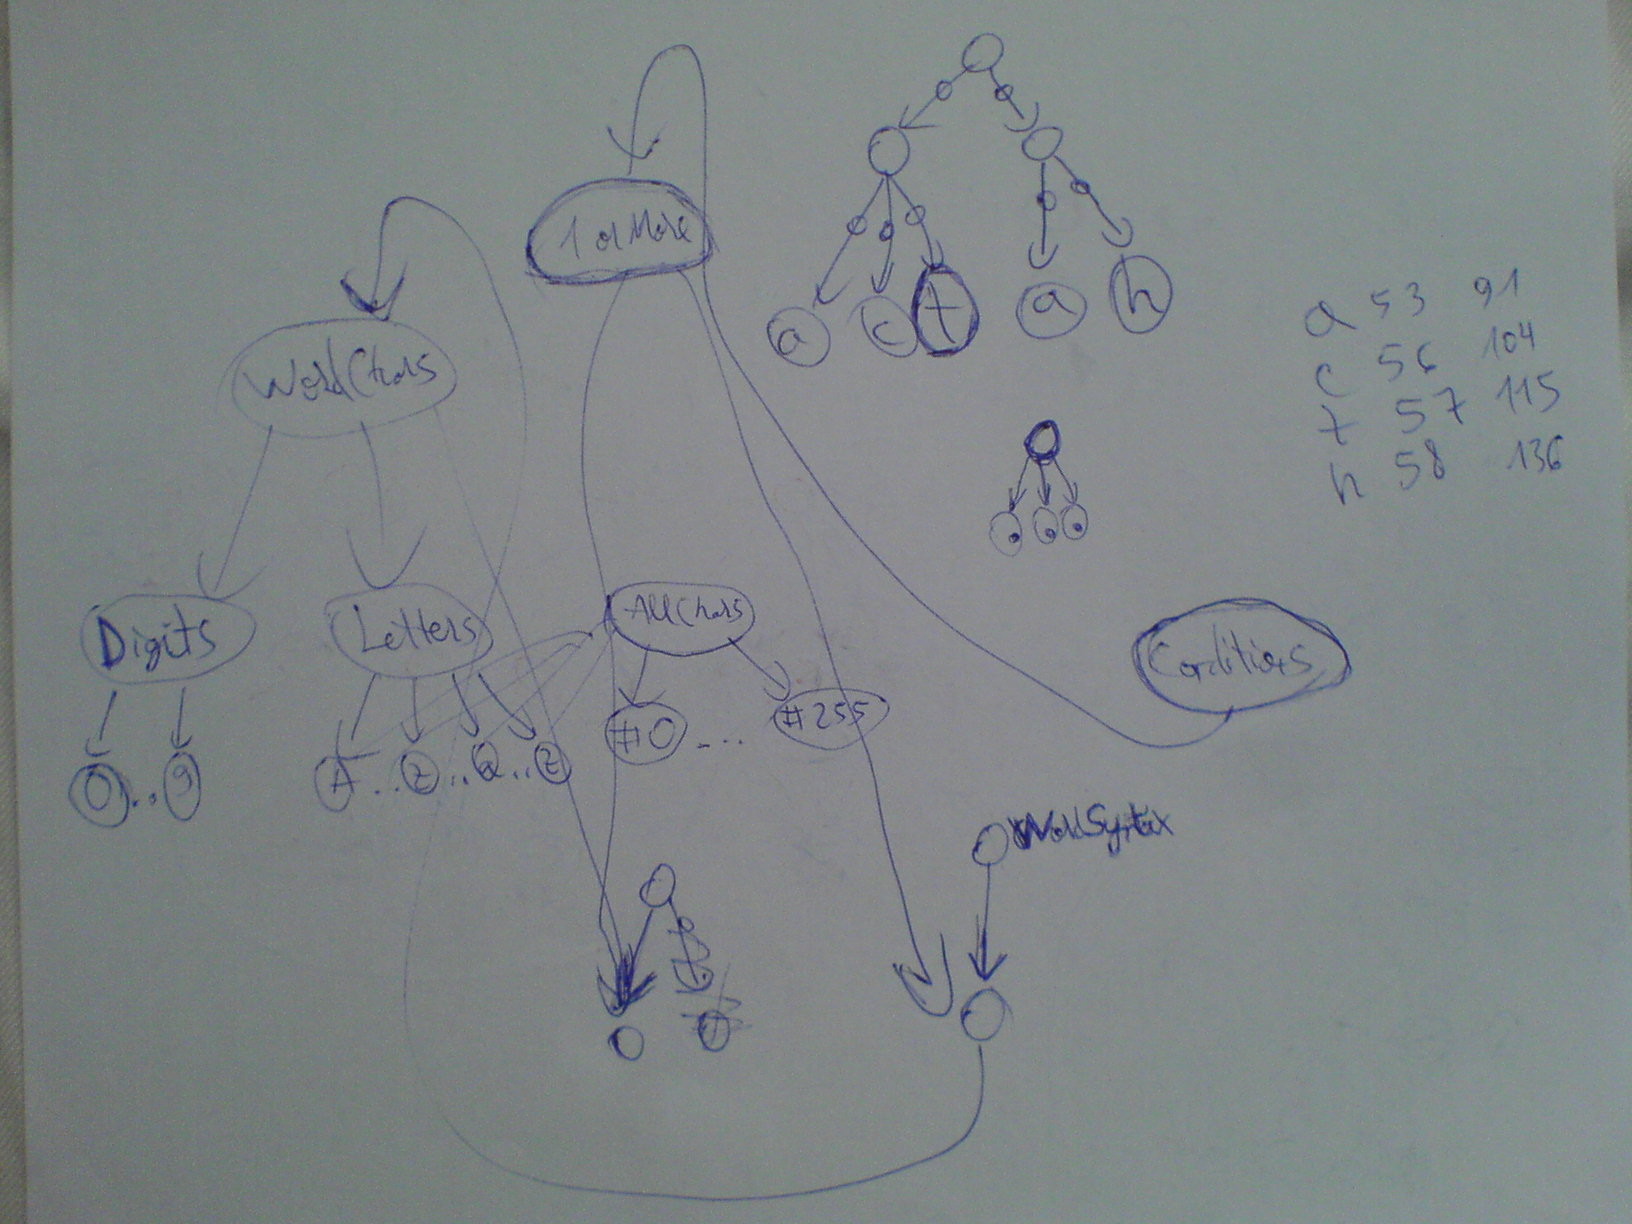 1 or More
a c t a h
a 53 91
c 56 104
t 57 115
h 58 136
WordChars
Digits
Letters
AllChars
Conditions
#0 ... #255
0..9
A..Z..a..z
WordSyntax